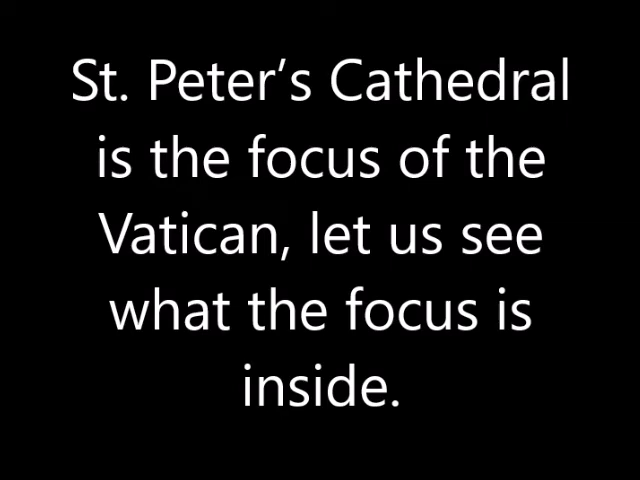 St. Peter’s Cathedral
is the focus of the
Vatican, let us see
what the focus is
inside.